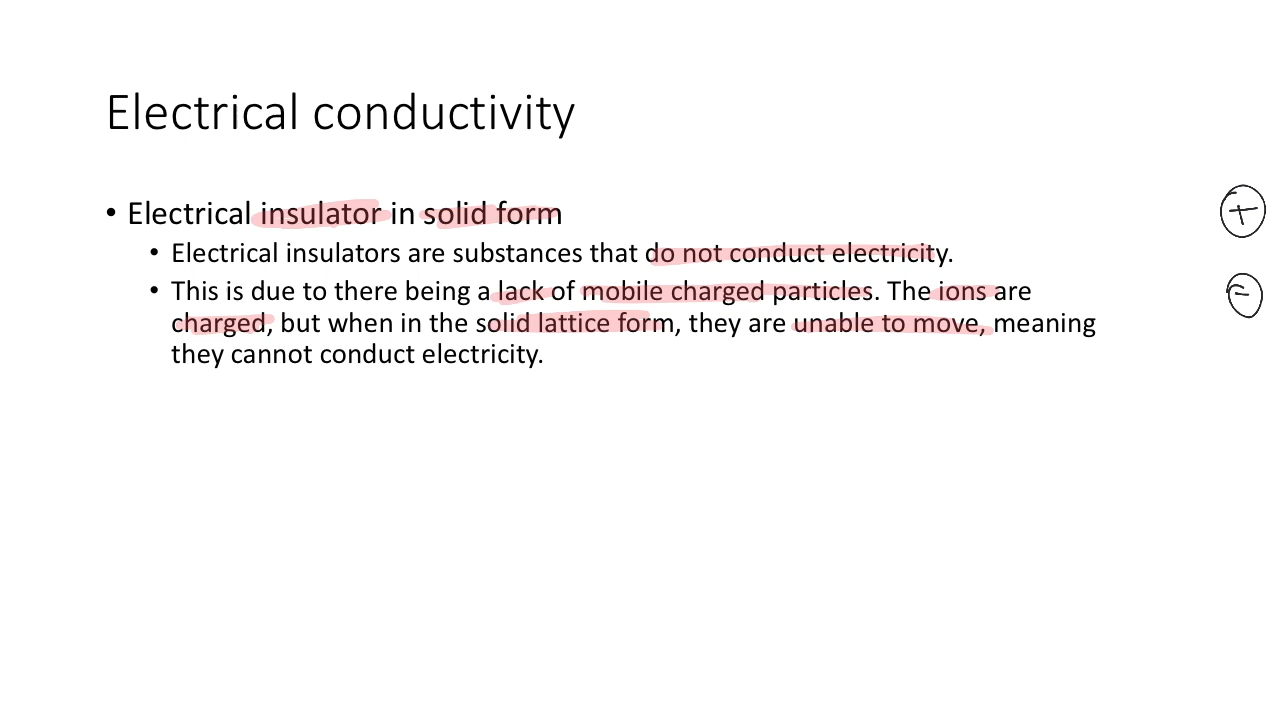 Electrical conductivity
• Electrical insulator in solid form
+
• Electrical insulators are substances that do not conduct electricity.
• This is due to there being a lack of mobile charged particles. The ions are
-
charged, but when in the solid lattice form, they are unable to move, meaning
they cannot conduct electricity.